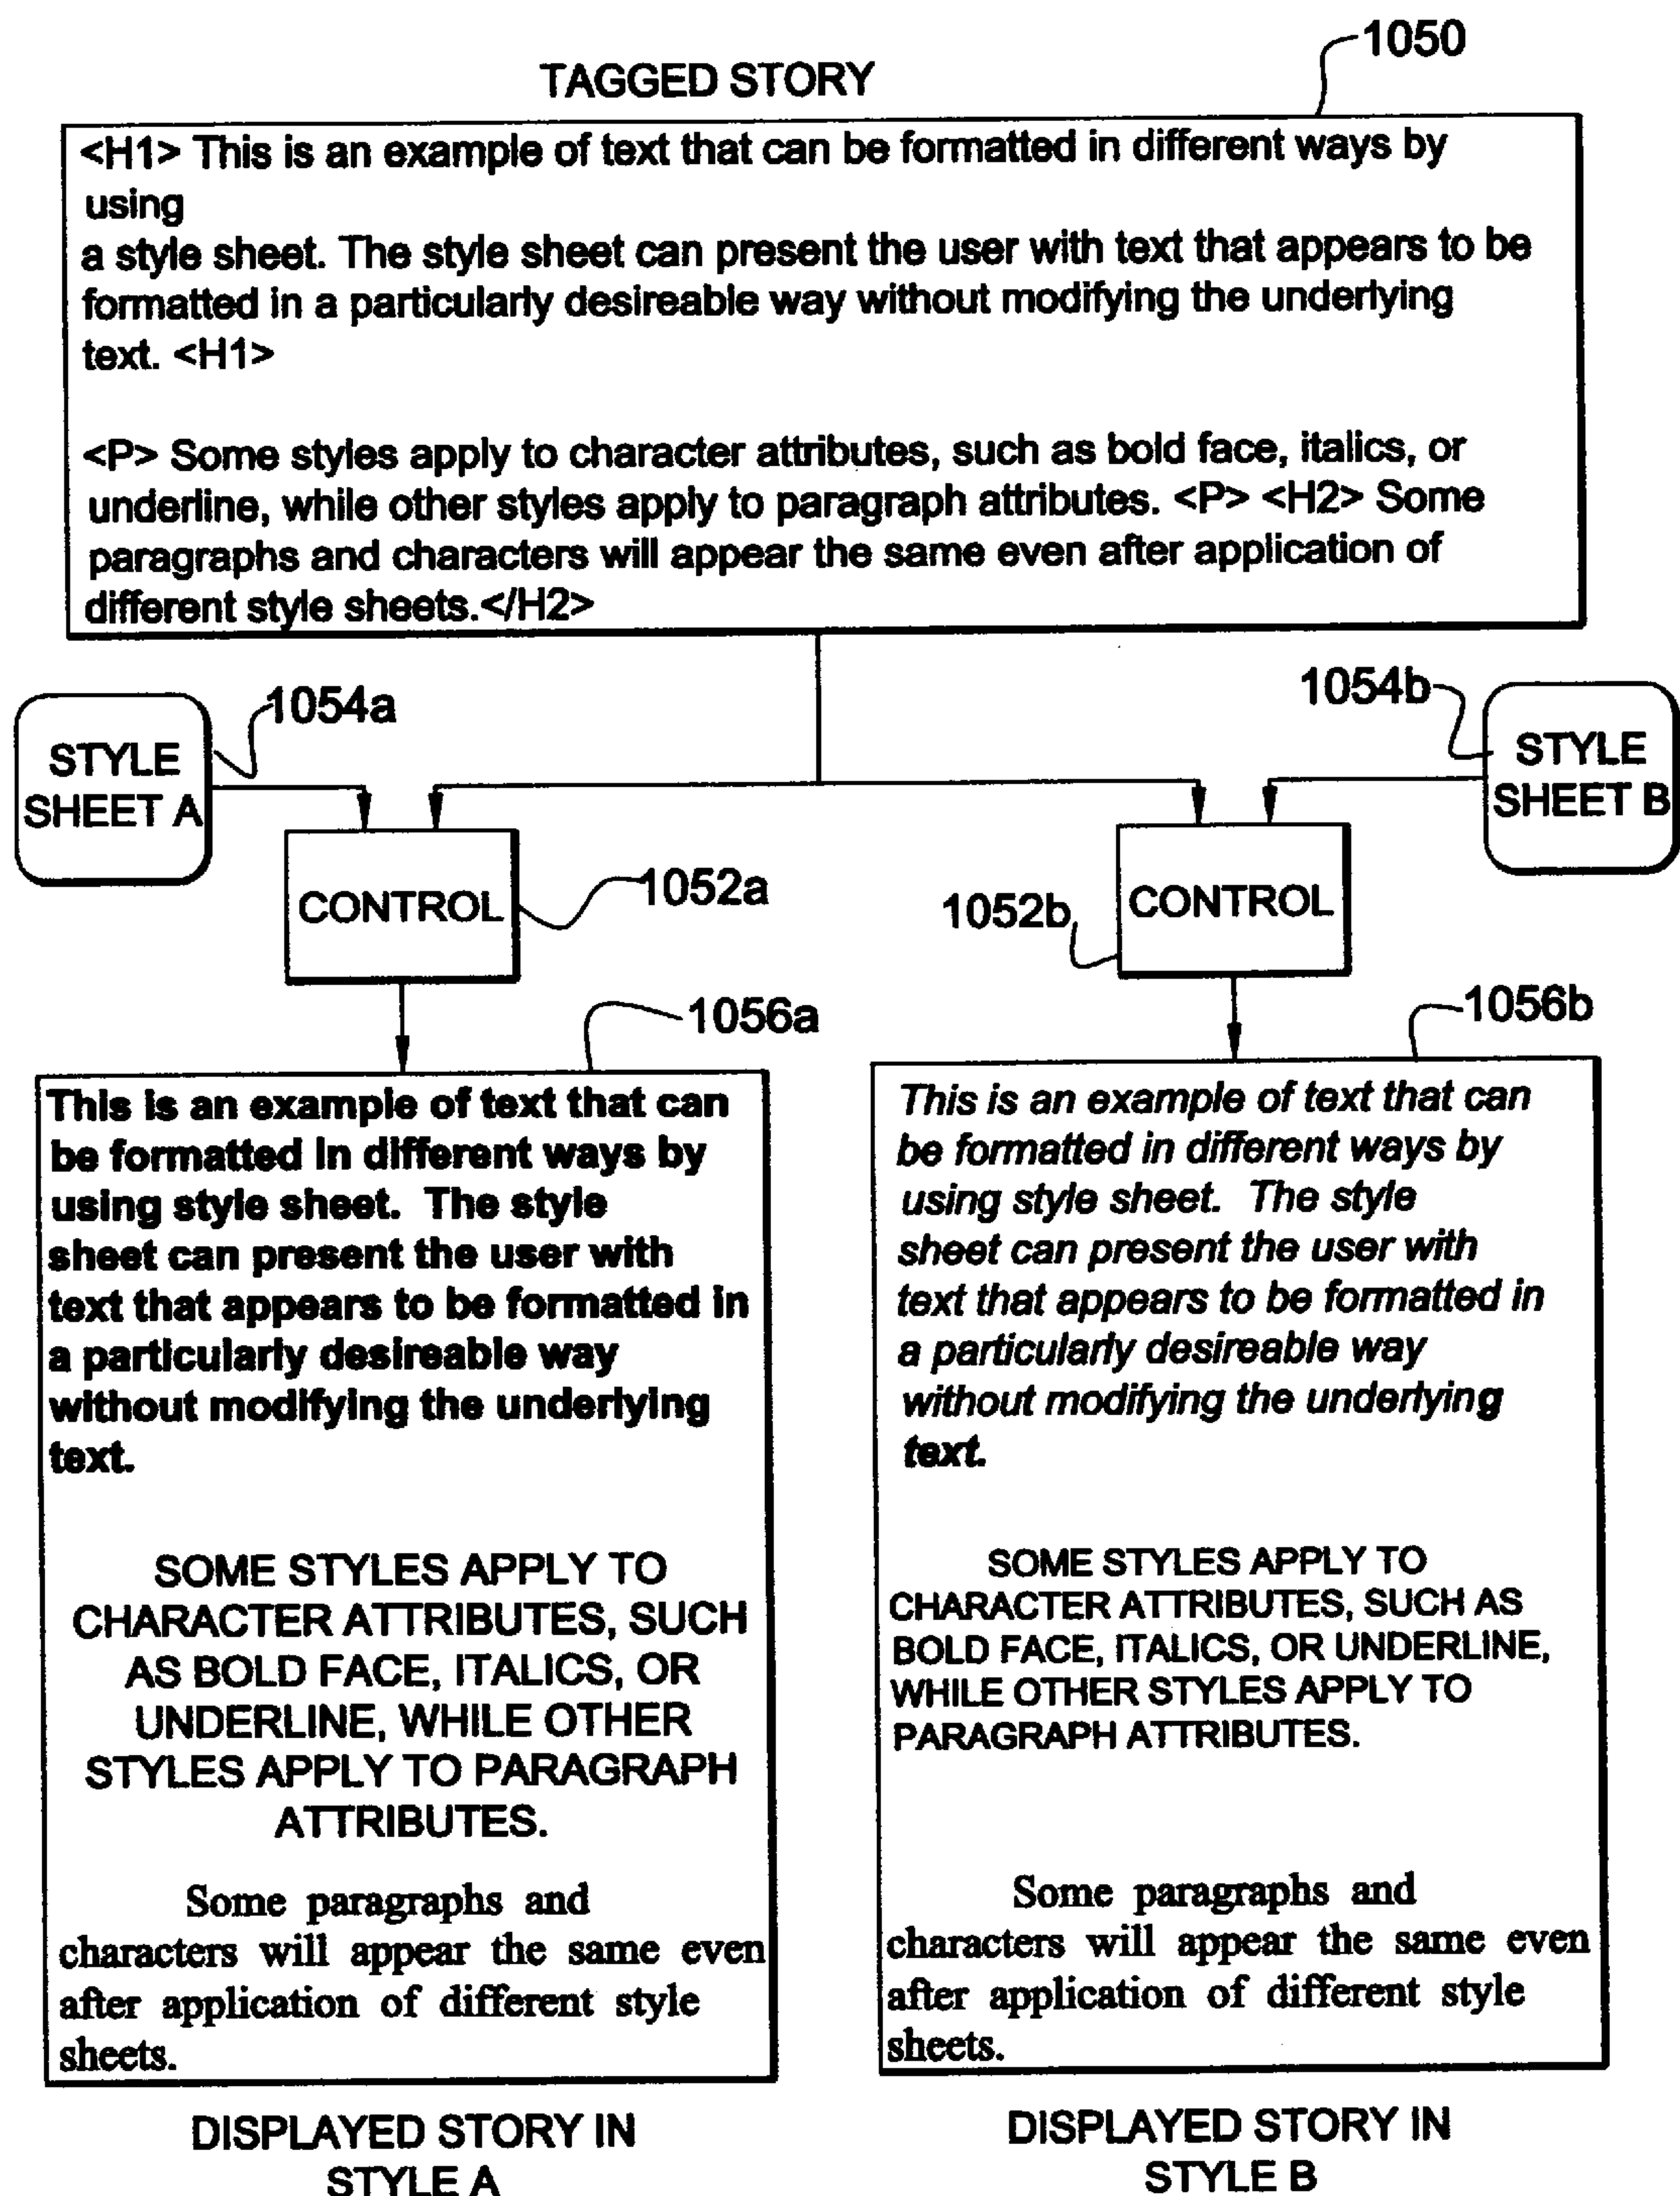 1050
TAGGED STORY
<H1> This is an example of text that can be formatted in different ways by
using
a style sheet. The style sheet can present the user with text that appears to be
formatted in a particularly desireable way without modifying the underlying
text. <H1>
<P> Some styles apply to character attributes, such as bold face, italics, or
underline, while other styles apply to paragraph attributes. <P> <H2> Some
paragraphs and characters will appear the same even after application of
different style sheets.</H2>
1054a
STYLE
SHEET A
1054b
STYLE
SHEET B
CONTROL
1052a
1052b
CONTROL
1056a
This is an example of text that can
be formatted in different ways by
using style sheet. The style
sheet can present the user with
text that appears to be formatted in
a particularly desireable way
without modifying the underlying
text.
SOME STYLES APPLY TO
CHARACTER ATTRIBUTES, SUCH
AS BOLD FACE, ITALICS, OR
UNDERLINE, WHILE OTHER
STYLES APPLY TO PARAGRAPH
ATTRIBUTES.
Some paragraphs and
characters will appear the same even
after application of different style
sheets.
DISPLAYED STORY IN
STYLE A
1056b
This is an example of text that can
be formatted in different ways by
using style sheet. The style
sheet can present the user with
text that appears to be formatted in
a particularly desireable way
without modifying the underlying
text.
SOME STYLES APPLY TO
CHARACTER ATTRIBUTES, SUCH AS
BOLD FACE, ITALICS, OR UNDERLINE,
WHILE OTHER STYLES APPLY TO
PARAGRAPH ATTRIBUTES.
Some paragraphs and
characters will appear the same even
after application of different style
sheets.
DISPLAYED STORY IN
STYLE B